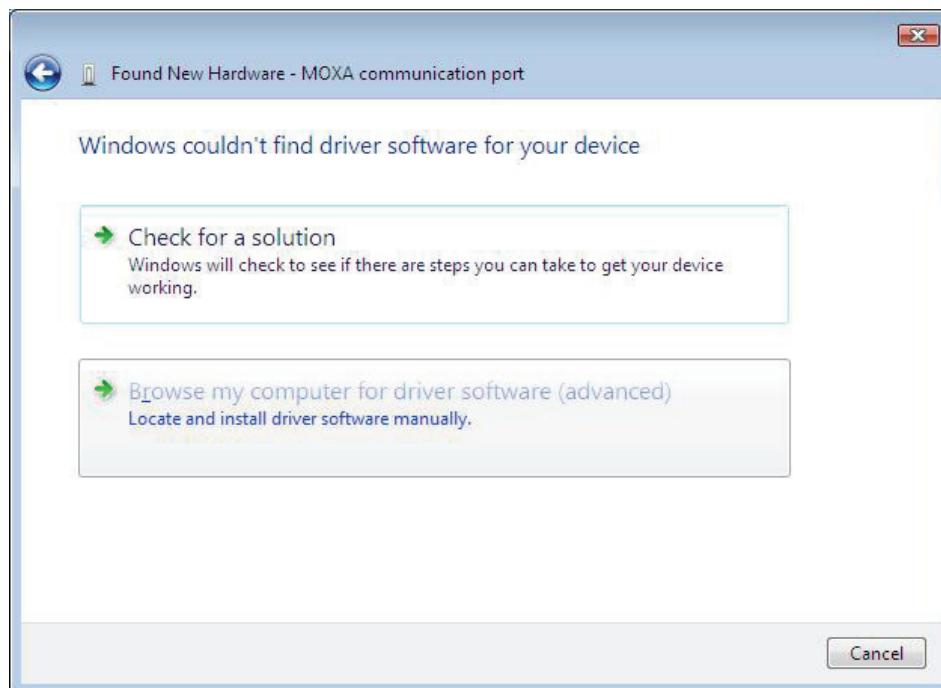 Found New Hardware - MOXA communication port
Windows couldn't find driver software for your device
Check for a solution
Windows will check to see if there are steps you can take to get your device
working.
Browse my computer for driver software (advanced)
Locate and install driver software manually.
Cancel